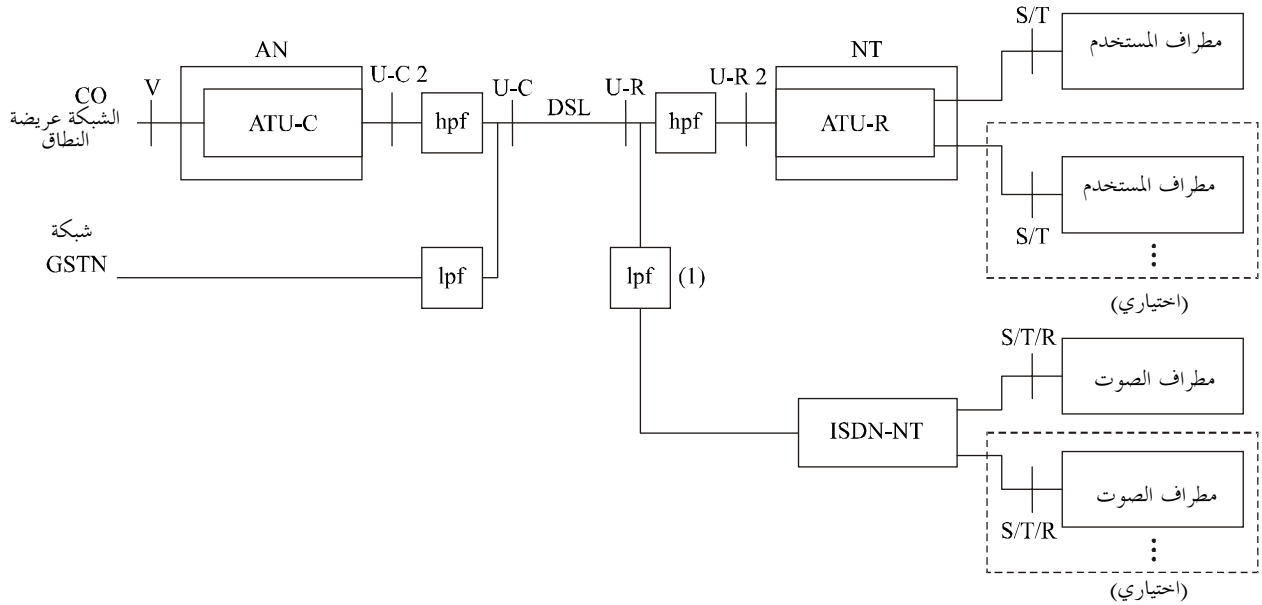 S/T
مطراف المستخدم
AN
NT
U-C 2
U-C
U-R
U-R 2
V
CO
الشبكة عريضة
النطاق
ATU-C
hpf
DSL
hpf
ATU-R
مطراف المستخدم
S/T
شبكة
GSTN
lpf
lpf
(1)
(اختياري)
S/T/R
مطراف الصوت
ISDN-NT
مطراف الصوت
S/T/R
(اختياري)